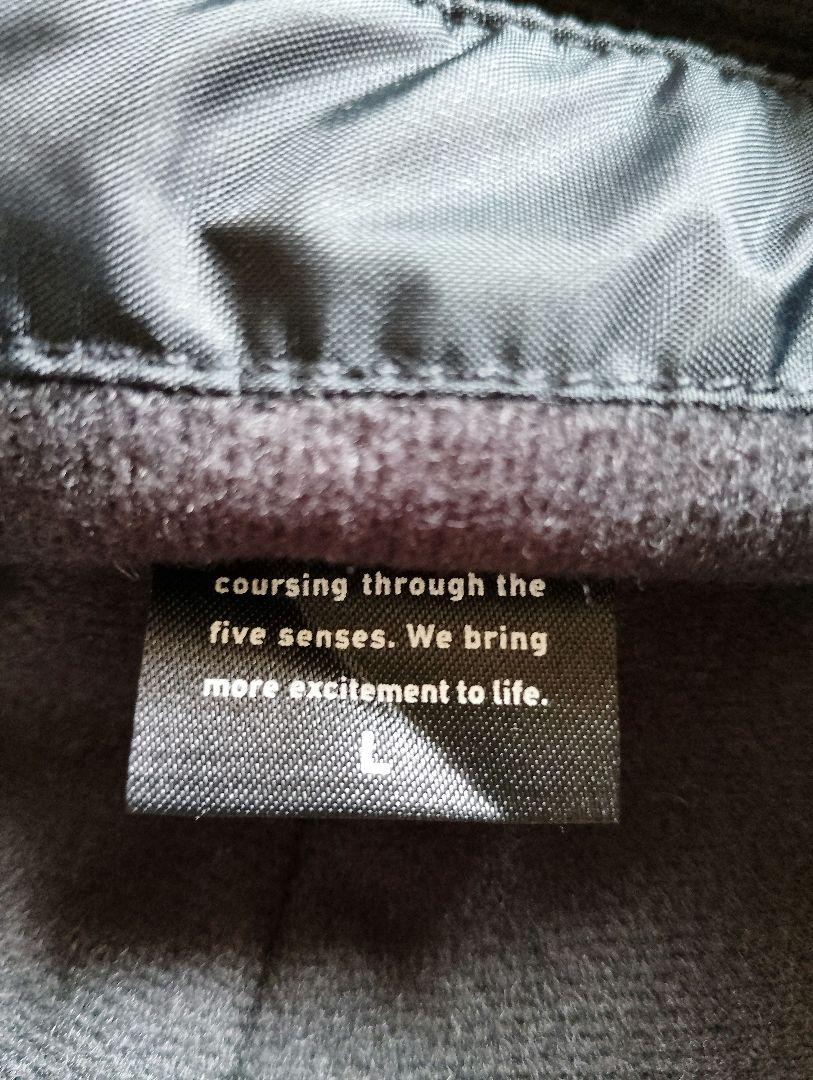 coursing through the
five senses. We bring
more excitement to life.
L